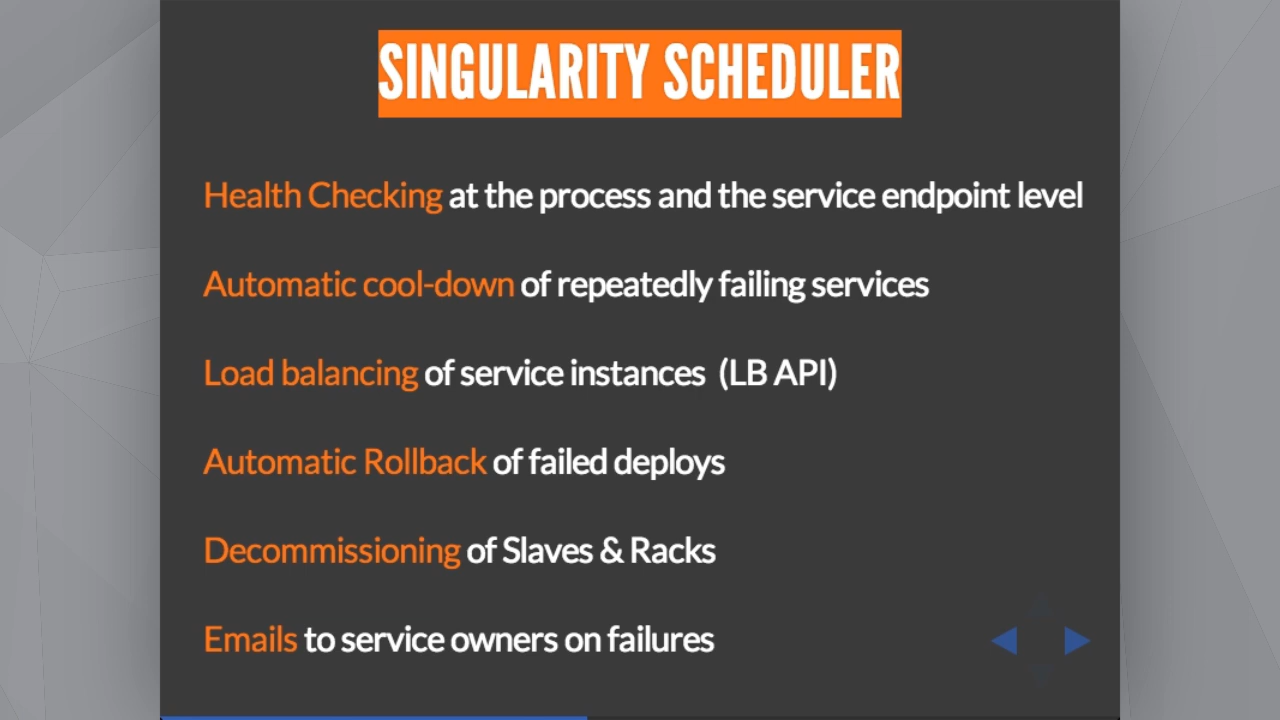 SINGULARITY SCHEDULER
Health Checking at the process and the service endpoint level
Automatic cool-down of repeatedly failing services
Load balancing of service instances (LB API)
Automatic Rollback of failed deploys
Decommissioning of Slaves & Racks
Emails to service owners on failures